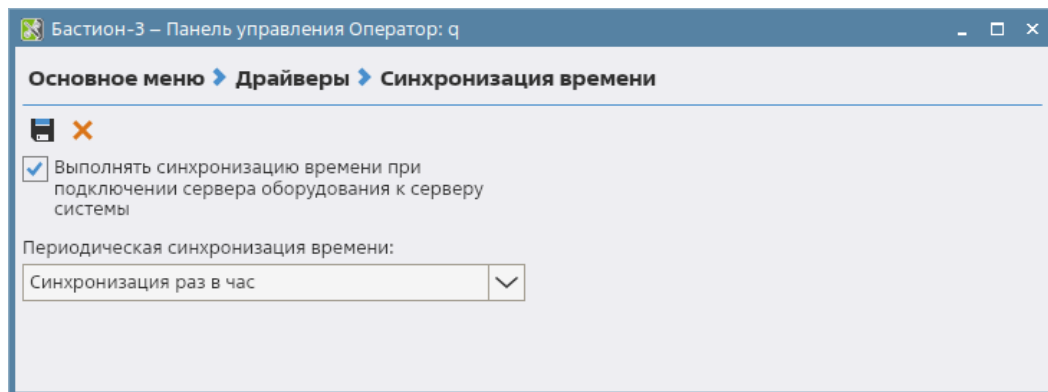 Бастион-3 – Панель управления Оператор: q
Основное меню Драйверы Синхронизация времени
Выполнять синхронизацию времени при
подключении сервера оборудования к серверу
системы
Периодическая синхронизация времени:
Синхронизация раз в час